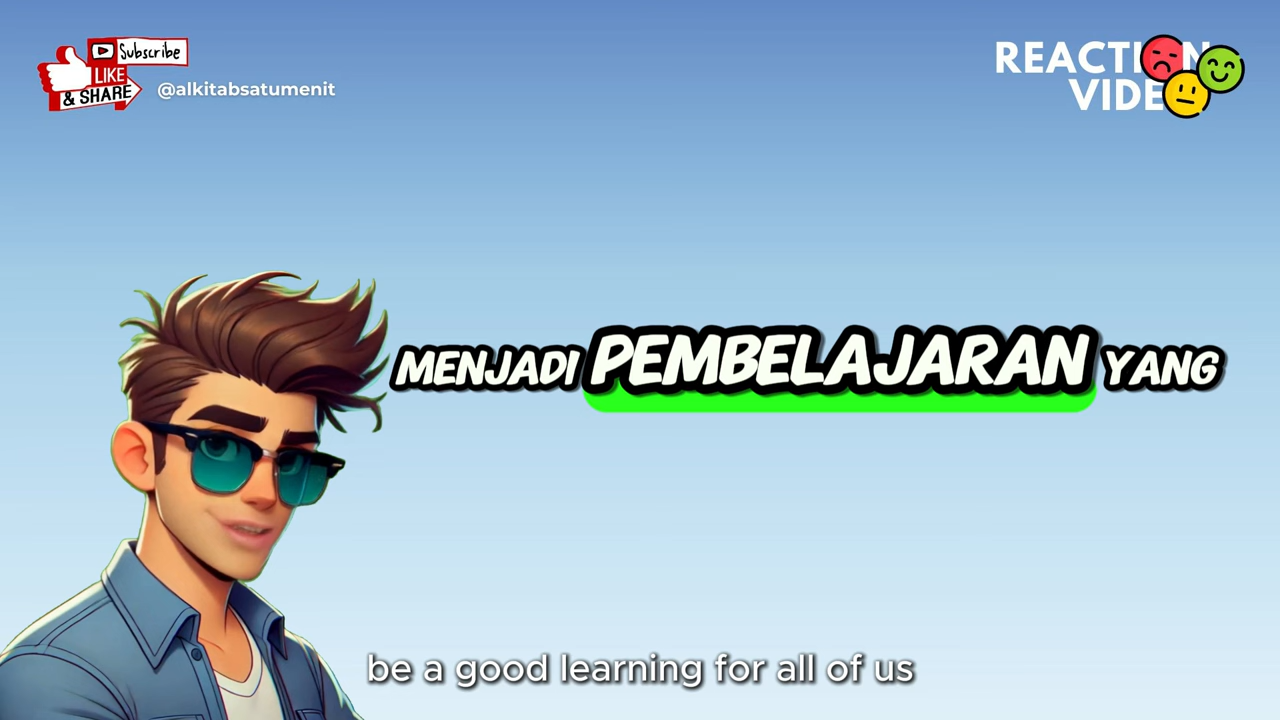 Subscribe
LIKE
& SHARE
@alkitabsatumenit
REACTION
VIDEO
MENJADI PEMBELAJARAN YANG
be a good learning for all of us